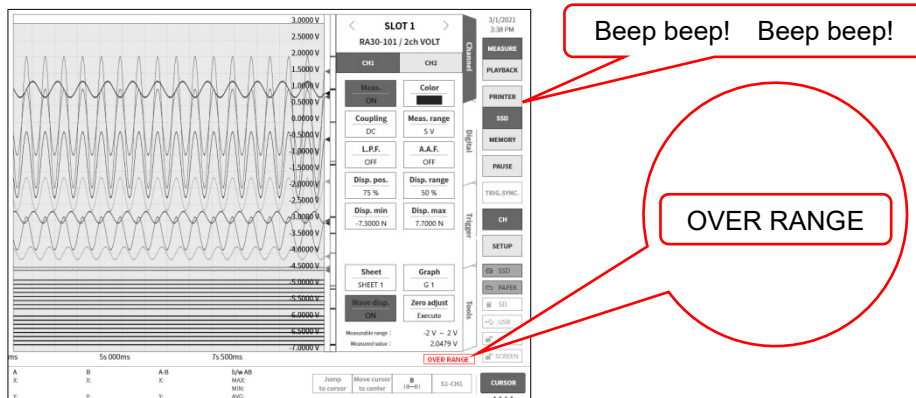 Beep beep! Beep beep!
OVER RANGE
3.0000 V
2.5000 V
2.0000 V
-1.5000 V
1.0000 V
0.5000 V
-0.0000 V
-0.5000 V
-1.0000 V
-1.5000 V
-2.0000 V
-2.5000 V
-3.0000 V
-3.5000 V
-4.0000 V
-4.5000 V
-5.0000 V
-5.5000 V
-6.0000 V
-6.5000 V
-7.0000 V
ms 5s000ms 7s500ms
SLOT 1
RA30-101 / 2ch VOLT
CH1 CH2
Meas. Color
ON
Coupling Meas. range
DC 5 V
L.P.F. A.A.F.
OFF OFF
Disp. pos. Disp. range
75 % 50 %
Disp. min Disp. max
-7.3000 N 7.7000 N
Sheet Graph
SHEET 1 G 1
Wave disp. Zero adjust
ON Execute
Measurable range : -2 V ~ 2 V
Measured value : 2.0479 V
OVER RANGE
Channel
Digital
Trigger
Tools
3/1/2021
3:38 PM
MEASURE
PLAYBACK
PRINTER
SSD
MEMORY
PAUSE
TRIG.SYNC.
CH
SETUP
SSD
PAPER
SD
USB
SCREEN
A B A-B b/w AB
X: X: X: MAX:
MIN:
Y: Y: Y: AVG:
Jump Move cursor B S1-CH1
to cursor to center
CURSOR